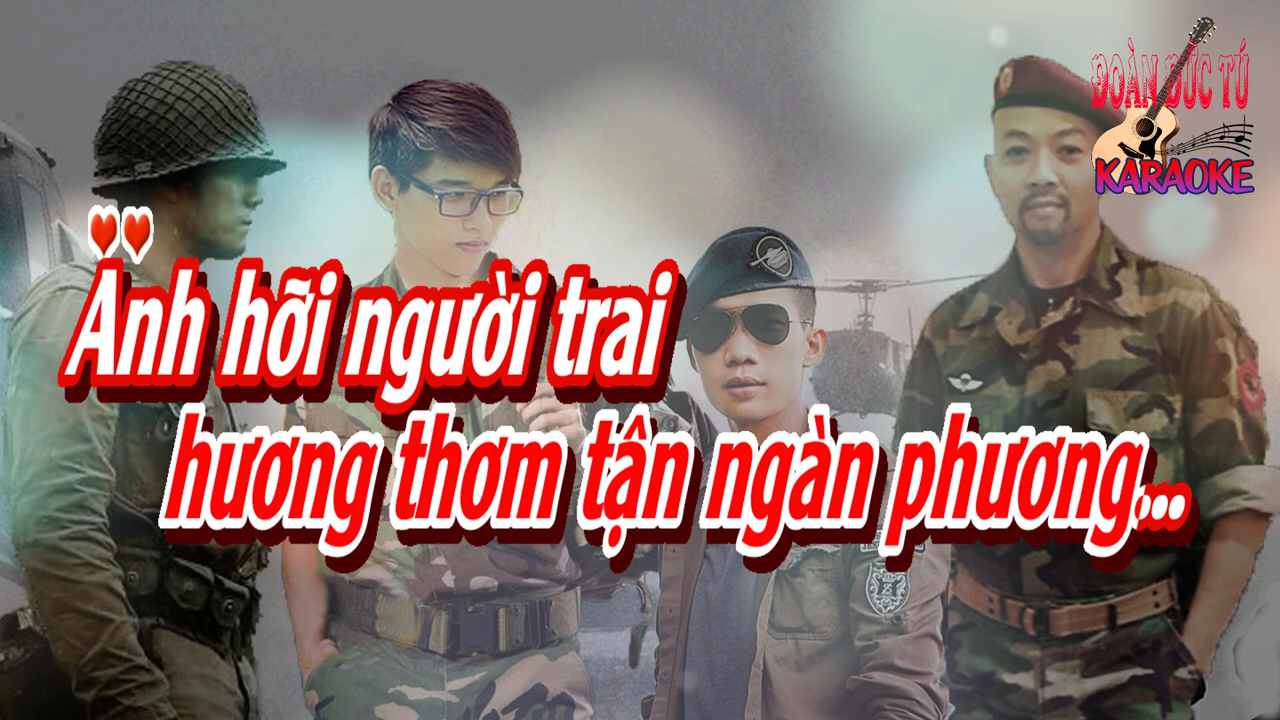 ĐOÀN ĐỨC TÚ
KARAOKE
Anh hỡi người trai
hương thơm tận ngàn phương...